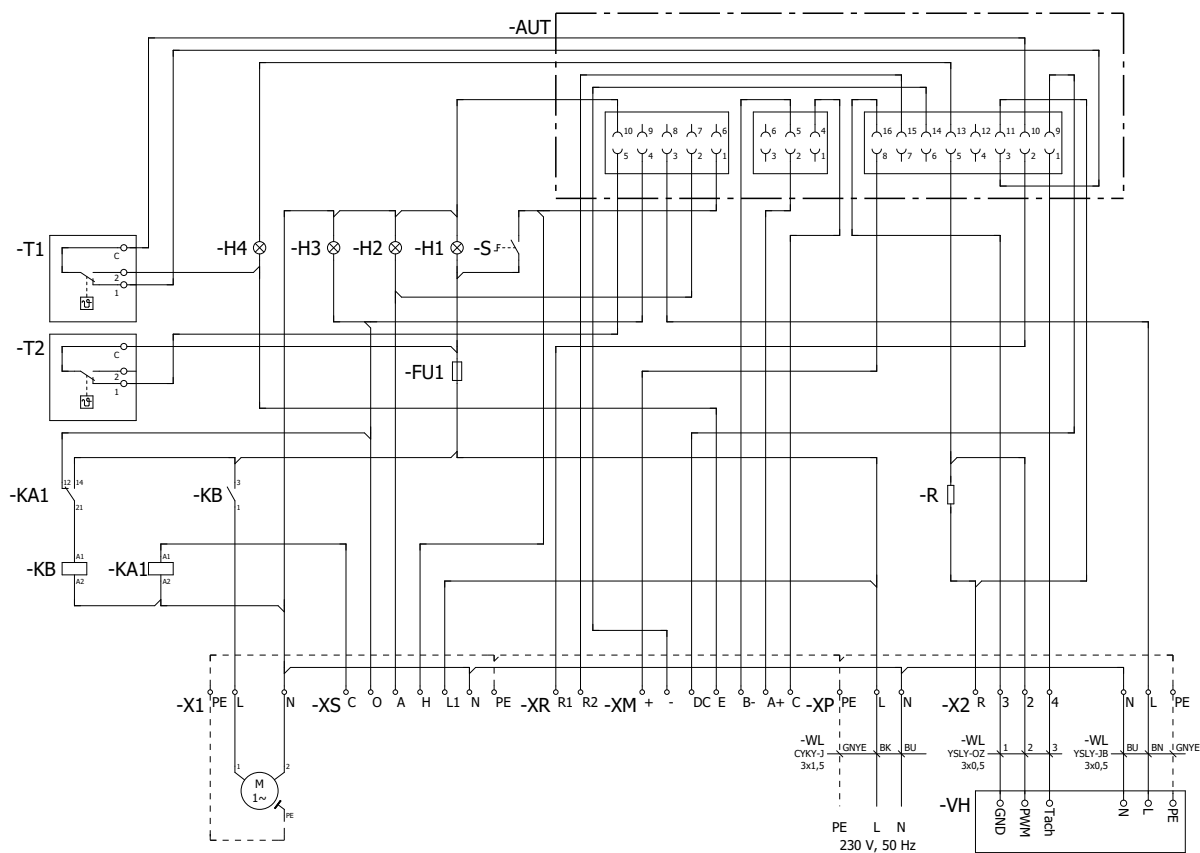 -AUT
10 9 8 7 6
5 4 3 2 1
6 5 4
3 2 1
16 15 14 13 12 11 10 9
8 7 6 5 4 3 2 1
-T1
C
2
1
-H4
-H3
-H2
-H1
-S
-T2
C
2
1
-FU1
-KA1
12
14
21
-KB
3
1
-R
-KB
A1
A2
-KA1
A1
A2
-X1
PE
L
N
-XS
C
O
A
H
L1
N
PE
-XR
R1
R2
-XM
+
-
DC
E
B-
A+
C
-XP
PE
L
N
-X2
R
3
2
4
N
L
PE
-WL
CYKY-J
3x1,5
GNYE
BK
BU
-WL
YSLY-OZ
3x0,5
1
2
3
-WL
YSLY-JB
3x0,5
BU
BN
GNYE
1
2
M
1~
PE
-VH
GND
PWM
Tach
N
L
PE
PE L N
230 V, 50 Hz